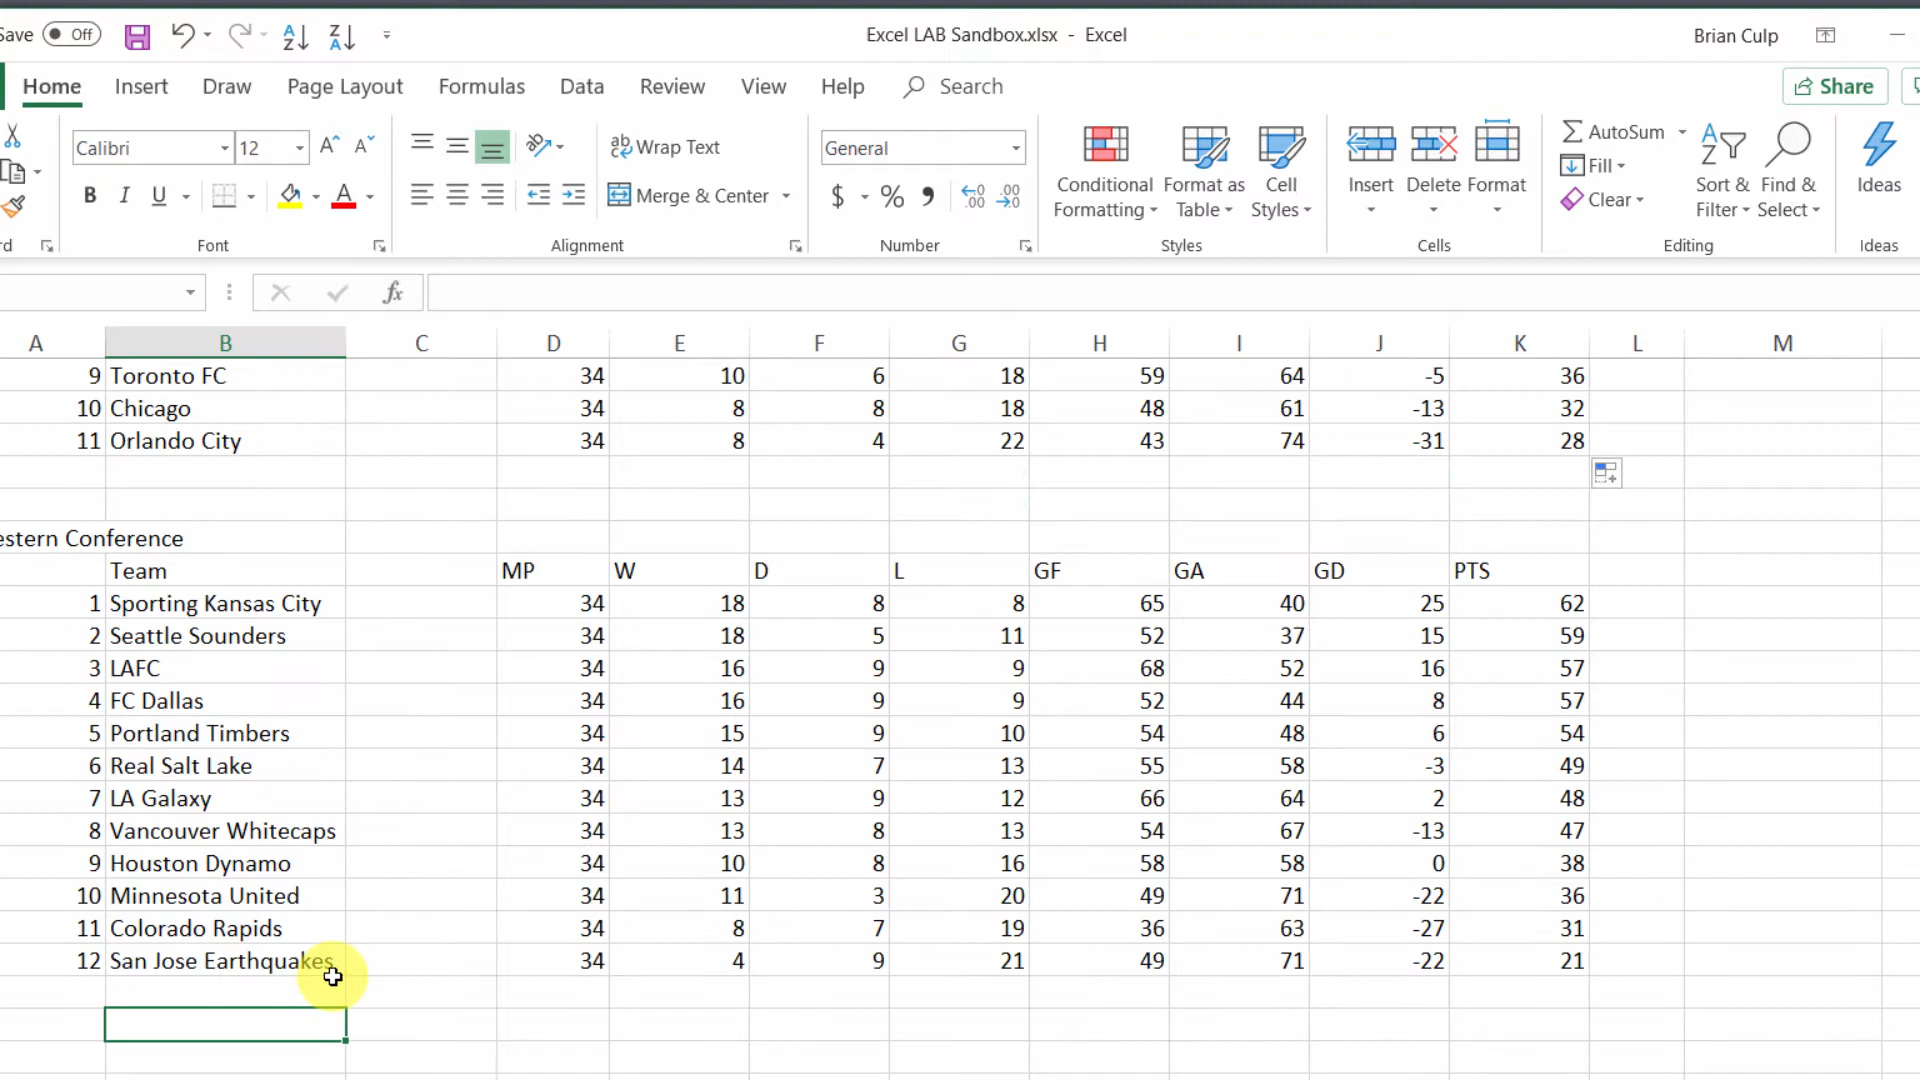 Save Off Excel LAB Sandbox.xlsx - Excel Brian Culp
Home Insert Draw Page Layout Formulas Data Review View Help Search Share
Calibri 12 Wrap Text General AutoSum
B I U Merge & Center $ % Conditional Formatting Format as Table Cell Styles Insert Delete Format Fill Clear Sort & Filter Find & Select Ideas
rd Font Alignment Number Styles Cells Editing Ideas
fx
A B C D E F G H I J K L M
9 Toronto FC 34 10 6 18 59 64 -5 36
10 Chicago 34 8 8 18 48 61 -13 32
11 Orlando City 34 8 4 22 43 74 -31 28
estern Conference
Team MP W D L GF GA GD PTS
1 Sporting Kansas City 34 18 8 8 65 40 25 62
2 Seattle Sounders 34 18 5 11 52 37 15 59
3 LAFC 34 16 9 9 68 52 16 57
4 FC Dallas 34 16 9 9 52 44 8 57
5 Portland Timbers 34 15 9 10 54 48 6 54
6 Real Salt Lake 34 14 7 13 55 58 -3 49
7 LA Galaxy 34 13 9 12 66 64 2 48
8 Vancouver Whitecaps 34 13 8 13 54 67 -13 47
9 Houston Dynamo 34 10 8 16 58 58 0 38
10 Minnesota United 34 11 3 20 49 71 -22 36
11 Colorado Rapids 34 8 7 19 36 63 -27 31
12 San Jose Earthquakes 34 4 9 21 49 71 -22 21